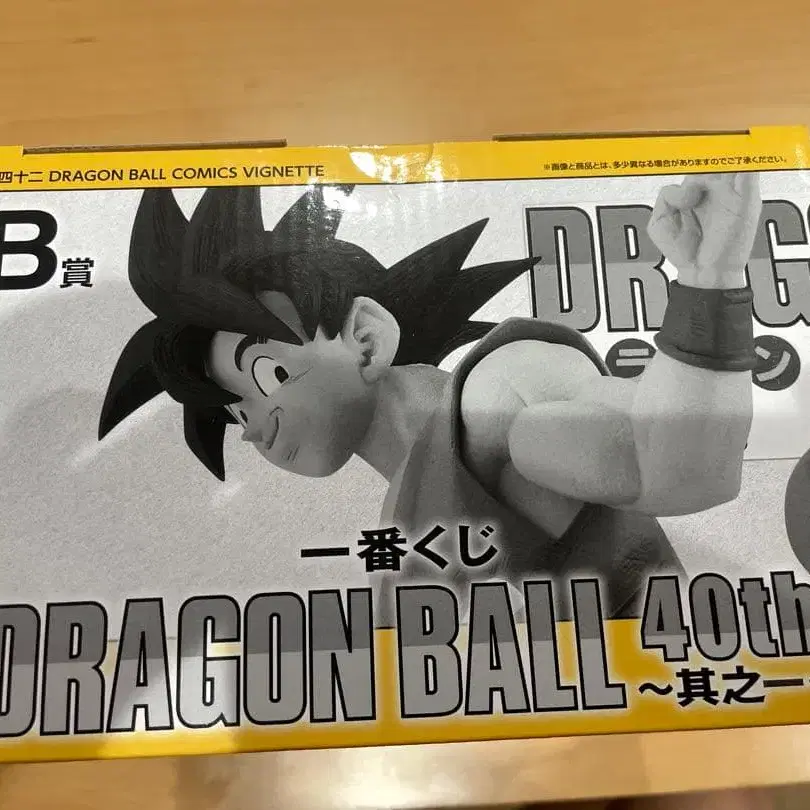 四十二 DRAGON BALL COMICS VIGNETTE
※画像と商品とは、多少異なる場合がありますのでご了承ください。
B賞
DRAG
ニ ン
一番くじ
DRAGON BALL 40th
～其之一